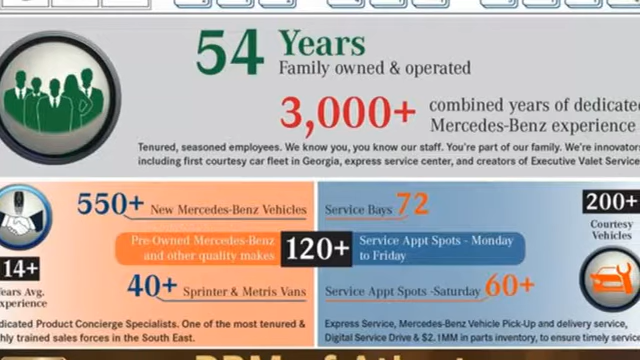 54 Years
Family owned & operated
3,000+ combined years of dedicated
Mercedes-Benz experience
Tenured, seasoned employees. We know you, you know our staff. You're part of our family. We're innovators
including first courtesy car fleet in Georgia, express service center, and creators of Executive Valet Service
550+ New Mercedes-Benz Vehicles
Pre-Owned Mercedes-Benz
and other quality makes
120+
40+ Sprinter & Metris Vans
14+
Years Avg.
Experience
dicated Product Concierge Specialists. One of the most tenured &
hly trained sales forces in the South East.
Service Bays 72
Service Appt Spots - Monday
to Friday
Service Appt Spots -Saturday 60+
200+
Courtesy
Vehicles
Express Service, Mercedes-Benz Vehicle Pick-Up and delivery service,
Digital Service Drive & $2.1MM in parts inventory, to ensure timely service